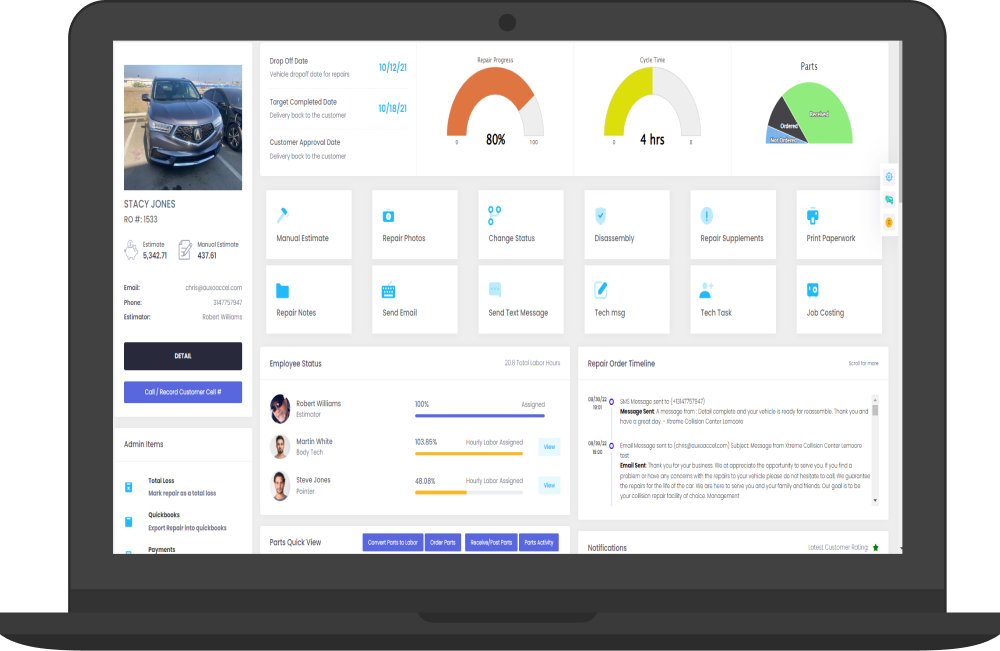 STACY JONES
RO #: 1533
Estimate
5,342.71
Manual Estimate
437.61
Email: chris@auxoaccel.com
Phone: 3147757947
Estimator: Robert Williams
DETAIL
Call / Record Customer Cell #
Admin Items
Total Loss
Mark repair as a total loss
Quickbooks
Export Repair into quickbooks
Payments
Drop Off Date
Vehicle dropoff date for repairs
10/12/21
Target Completed Date
Delivery back to the customer
10/18/21
Customer Approval Date
Delivery back to the customer
Repair Progress
80%
0 100
Cycle Time
4 hrs
0 8
Parts
Received
Ordered
Not Ordered
Manual Estimate
Repair Photos
Change Status
Disassembly
Repair Supplements
Print Paperwork
Repair Notes
Send Email
Send Text Message
Tech msg
Tech Task
Job Costing
Employee Status
20.8 Total Labor Hours
Robert Williams
Estimator
100% Assigned
Martin White
Body Tech
103.85% Hourly Labor Assigned
View
Steve Jones
Painter
48.08% Hourly Labor Assigned
View
Parts Quick View
Convert Parts to Labor
Order Parts
Receive/Post Parts
Parts Activity
Repair Order Timeline
Scroll for more
SMS Message sent to (+13147757947)
Message Sent: A message from : Detail complete and your vehicle is ready for reassemble. Thank you and
have a great day. - Xtreme Collision Center Lemoore
Email Message sent to (chris@auxoaccel.com) Subject: Message from Xtreme Collision Center Lemoore
test
Email Sent: Thank you for your business. We at appreciate the opportunity to serve you. If you find a
problem or have any concerns with the repairs to your vehicle please do not hesitate to call. We guarantee
the repairs for the life of the car. We are here to serve you and your family and friends. Our goal is to be
your collision repair facility of choice. Management
Notifications
Latest Customer Rating: